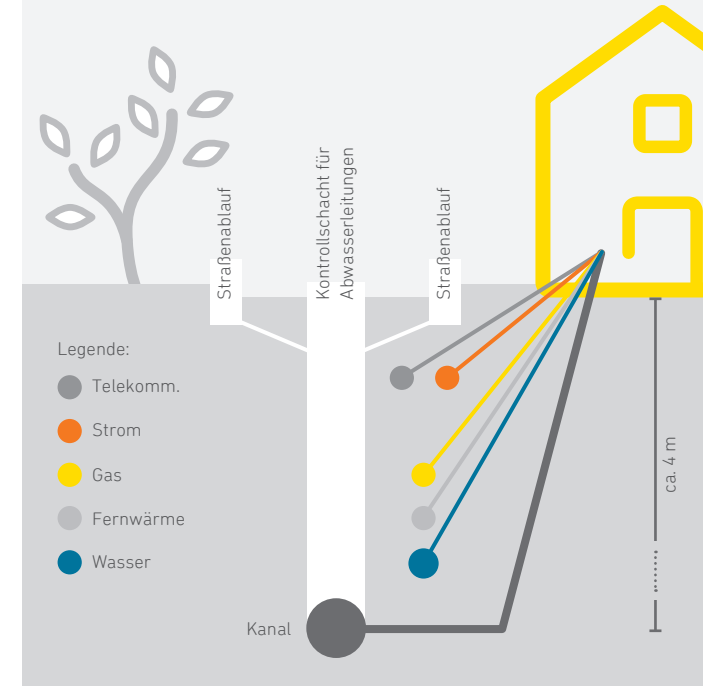 Straßenablauf
Kontrollschacht für
Abwasserleitungen
Straßenablauf
Legende:
Telekomm.
Strom
Gas
Fernwärme
Wasser
Kanal
ca. 4 m